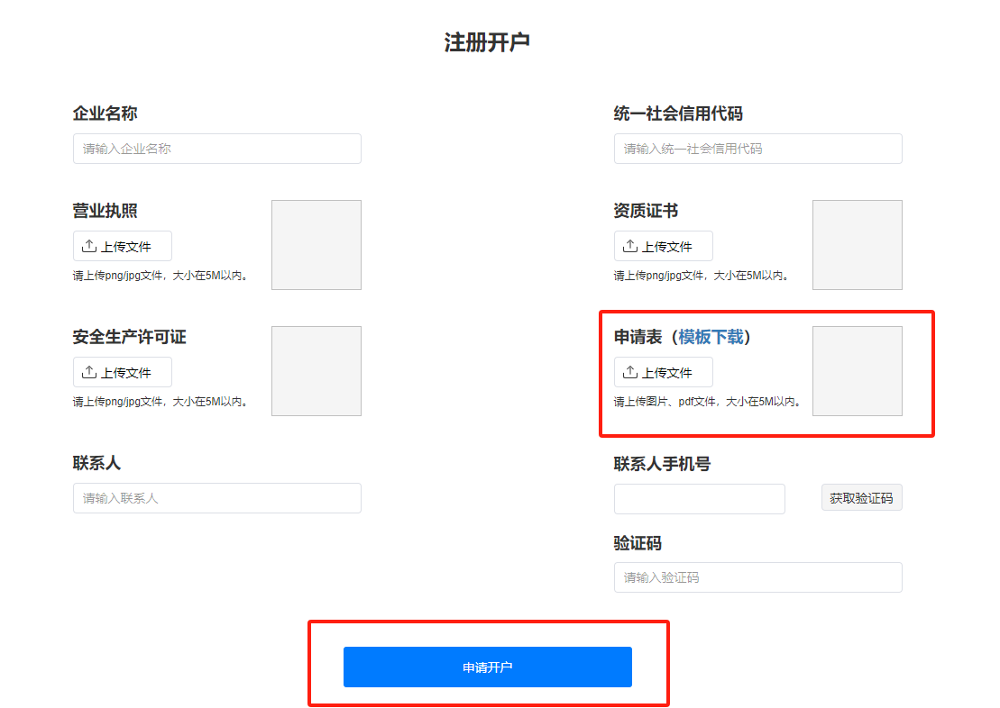 注册开户
企业名称
统一社会信用代码
请输入企业名称
请输入统一社会信用代码
营业执照
资质证书
上传文件
上传文件
请上传png/jpg文件，大小在5M以内。
请上传png/jpg文件，大小在5M以内。
安全生产许可证
申请表（模板下载）
上传文件
上传文件
请上传png/jpg文件，大小在5M以内。
请上传图片、pdf文件，大小在5M以内。
联系人
联系人手机号
请输入联系人
获取验证码
验证码
请输入验证码
申请开户